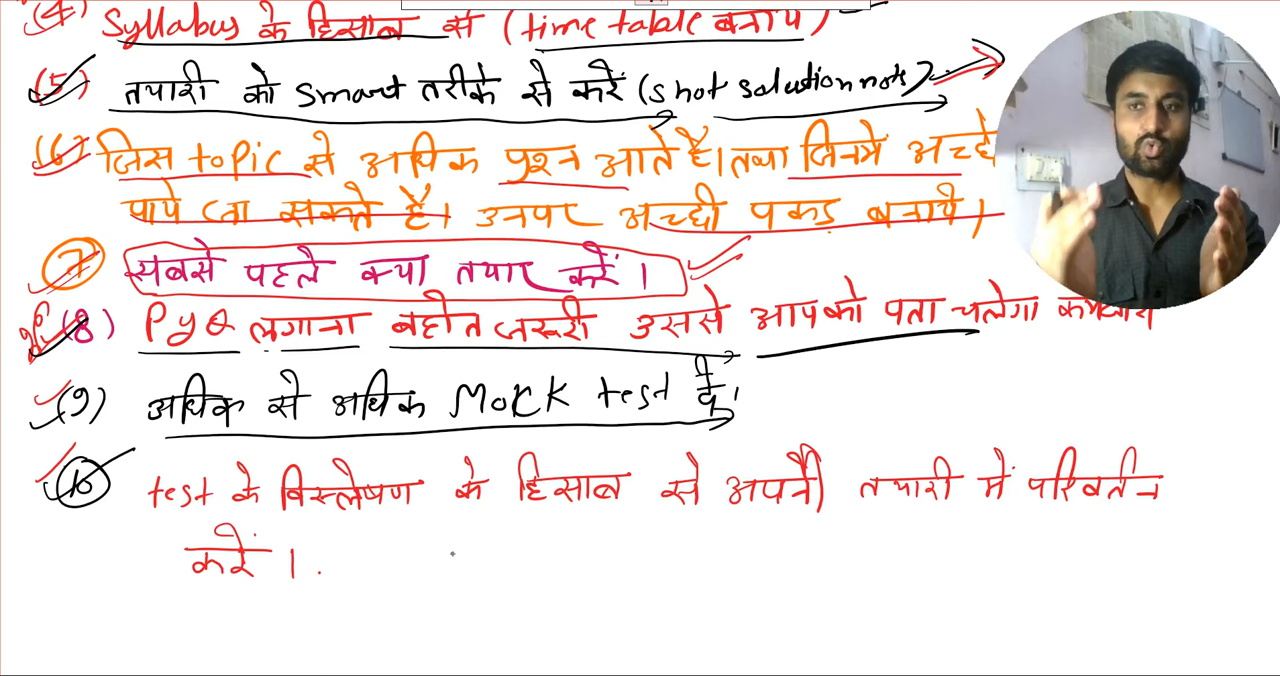 (4) Syllabus के हिसाब से (time table बनाये)
(5) तयारी को smart तरीके से करें (shot solution nots)
(6) जिस topic से अधिक प्रश्न आते है। तथा जिनमे अच्छे
पाये जा सकते है। उनपर अच्छी पकड़ बनाये।
(7) सबसे पहले क्या तयार करें।
(8) PyQ लगाना बहोत जरूरी उससे आपको पता चलेगा
(9) अधिक से अधिक MOCK test दें।
(10) test के विस्लेषण के हिसाब से अपनी तयारी में परिवर्तन
करें।